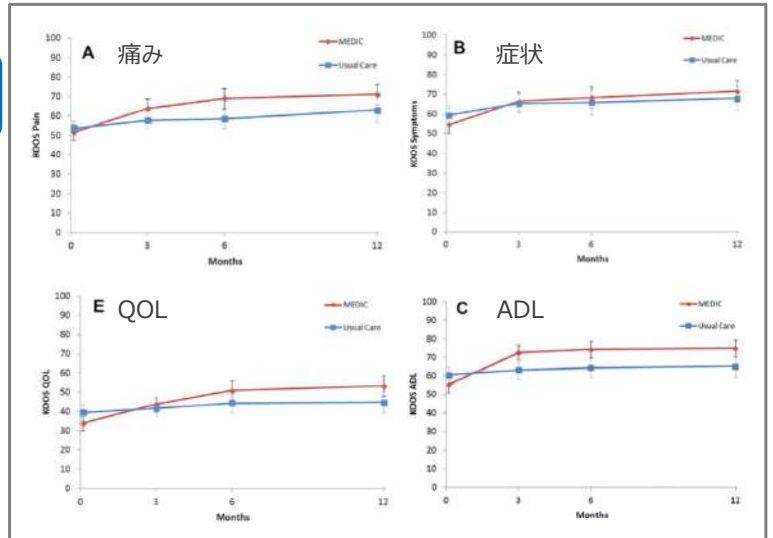 A 痛み
MEDIC
Usual Care
KOOS Pain
100
90
80
70
60
50
40
30
20
10
0
0 3 6 12
Months
B 症状
MEDIC
Usual Care
KOOS Symptoms
100
90
80
70
60
50
40
30
20
10
0
0 3 6 12
Months
E QOL
MEDIC
Usual Care
KOOS QOL
100
90
80
70
60
50
40
30
20
10
0
0 3 6 12
Months
C ADL
MEDIC
Usual Care
KOOS ADL
100
90
80
70
60
50
40
30
20
10
0
0 3 6 12
Months